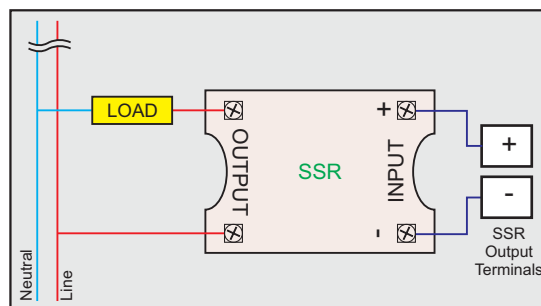 LOAD
OUTPUT
SSR
+
INPUT
-
+
-
SSR
Output
Terminals
Neutral
Line